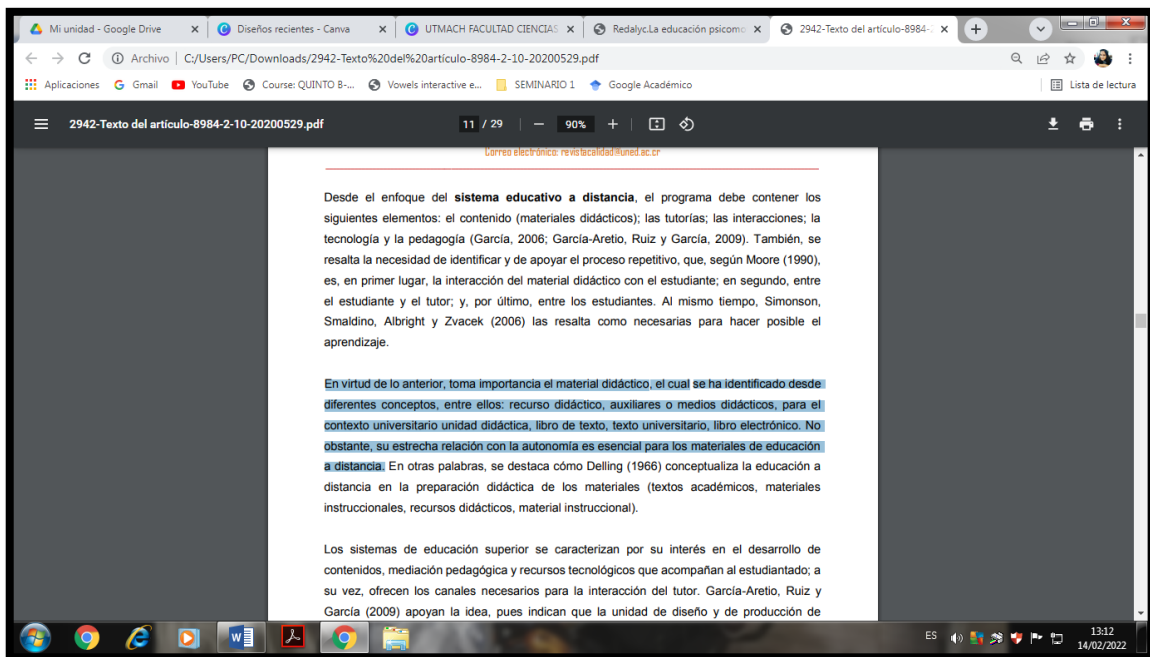 Mi unidad - Google Drive
Diseños recientes - Canva
UTMACH FACULTAD CIENCIAS
Redalyc.La educación psicomo
2942-Texto del artículo-8984-
Archivo | C:/Users/PC/Downloads/2942-Texto%20del%20artículo-8984-2-10-20200529.pdf
Aplicaciones Gmail YouTube Course: QUINTO B-... Vowels interactive e... SEMINARIO 1 Google Académico Lista de lectura
2942-Texto del artículo-8984-2-10-20200529.pdf 11 / 29 | — 90% + |
Correo electrónico: revistacalidad@uned.ac.cr
Desde el enfoque del sistema educativo a distancia, el programa debe contener los
siguientes elementos: el contenido (materiales didácticos); las tutorías; las interacciones; la
tecnología y la pedagogía (García, 2006; García-Aretio, Ruiz y García, 2009). También, se
resalta la necesidad de identificar y de apoyar el proceso repetitivo, que, según Moore (1990),
es, en primer lugar, la interacción del material didáctico con el estudiante; en segundo, entre
el estudiante y el tutor; y, por último, entre los estudiantes. Al mismo tiempo, Simonson,
Smaldino, Albright y Zvacek (2006) las resalta como necesarias para hacer posible el
aprendizaje.
En virtud de lo anterior, toma importancia el material didáctico, el cual se ha identificado desde
diferentes conceptos, entre ellos: recurso didáctico, auxiliares o medios didácticos, para el
contexto universitario unidad didáctica, libro de texto, texto universitario, libro electrónico. No
obstante, su estrecha relación con la autonomía es esencial para los materiales de educación
a distancia. En otras palabras, se destaca cómo Delling (1966) conceptualiza la educación a
distancia en la preparación didáctica de los materiales (textos académicos, materiales
instruccionales, recursos didácticos, material instruccional).
Los sistemas de educación superior se caracterizan por su interés en el desarrollo de
contenidos, mediación pedagógica y recursos tecnológicos que acompañan al estudiantado; a
su vez, ofrecen los canales necesarios para la interacción del tutor. García-Aretio, Ruiz y
García (2009) apoyan la idea, pues indican que la unidad de diseño y de producción de
ES
13:12
14/02/2022